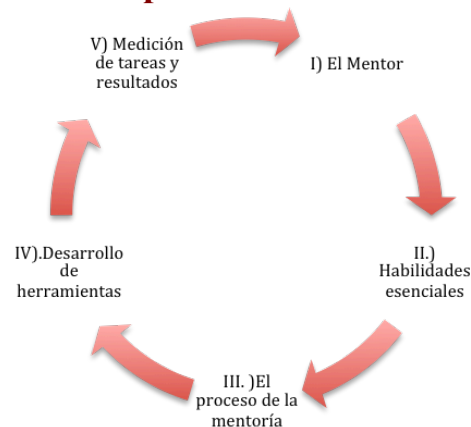 V) Medición
de tareas y
resultados
I) El Mentor
II.)
Habilidades
esenciales
III. )El
proceso de la
mentoría
IV).Desarrollo
de
herramientas